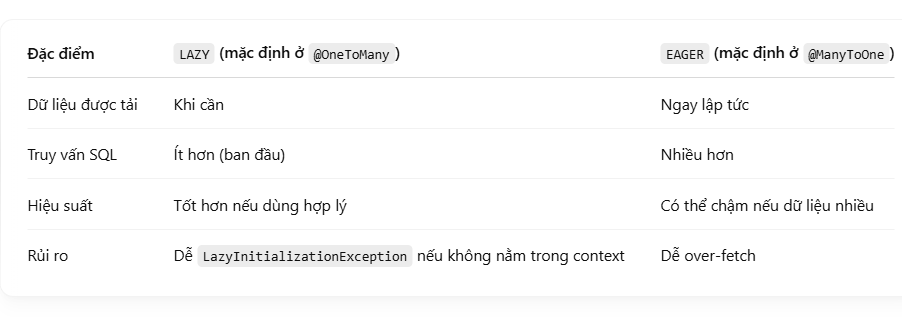 Đặc điểm LAZY (mặc định ở @OneToMany) EAGER (mặc định ở @ManyToOne)
Dữ liệu được tải Khi cần Ngay lập tức
Truy vấn SQL Ít hơn (ban đầu) Nhiều hơn
Hiệu suất Tốt hơn nếu dùng hợp lý Có thể chậm nếu dữ liệu nhiều
Rủi ro Dễ LazyInitializationException nếu không nằm trong context Dễ over-fetch